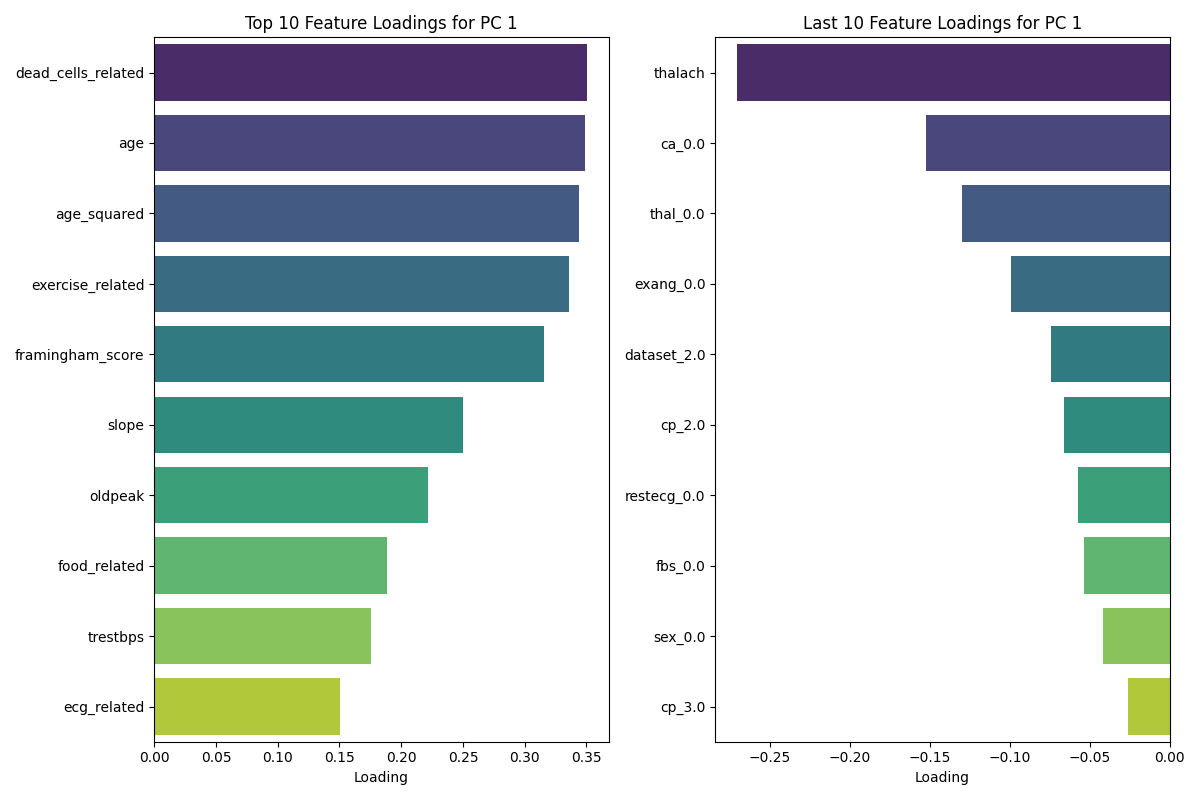 Top 10 Feature Loadings for PC 1
dead_cells_related
age
age_squared
exercise_related
framingham_score
slope
oldpeak
food_related
trestbps
ecg_related
0.00 0.05 0.10 0.15 0.20 0.25 0.30 0.35
Loading
Last 10 Feature Loadings for PC 1
thalach
ca_0.0
thal_0.0
exang_0.0
dataset_2.0
cp_2.0
restecg_0.0
fbs_0.0
sex_0.0
cp_3.0
−0.25 −0.20 −0.15 −0.10 −0.05 0.00
Loading